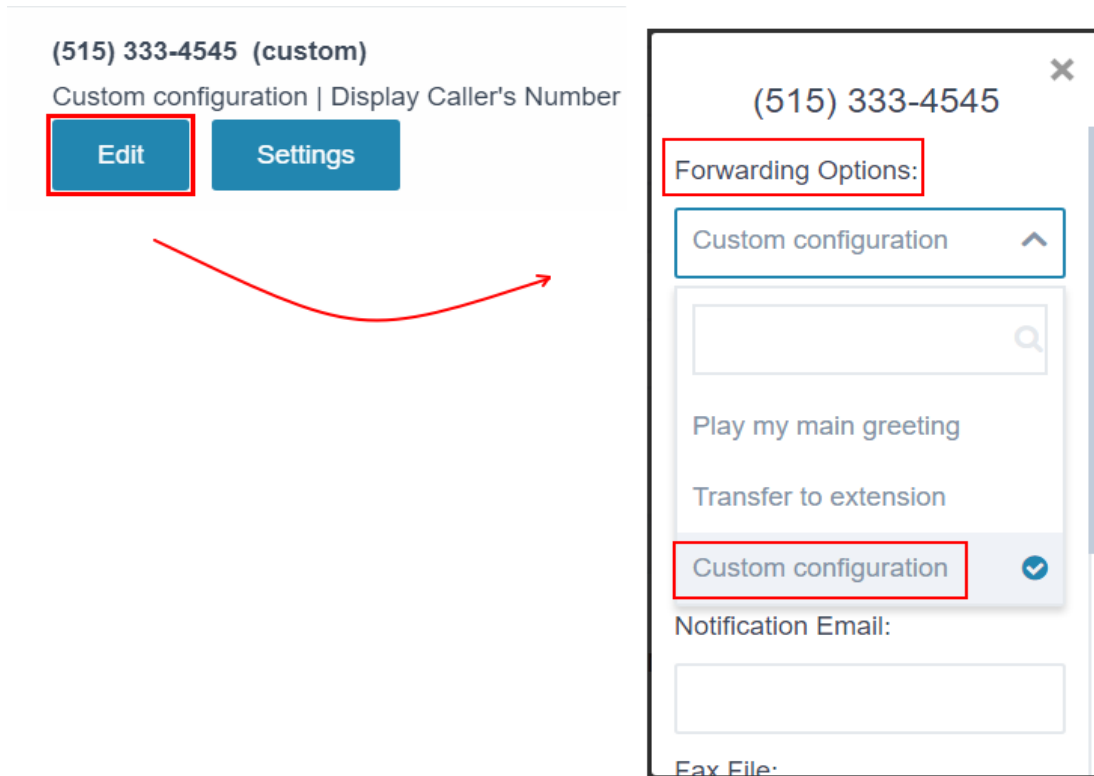 (515) 333-4545 (custom)
Custom configuration | Display Caller's Number
Edit
Settings
(515) 333-4545
Forwarding Options:
Custom configuration
Play my main greeting
Transfer to extension
Custom configuration
Notification Email:
Fax File: